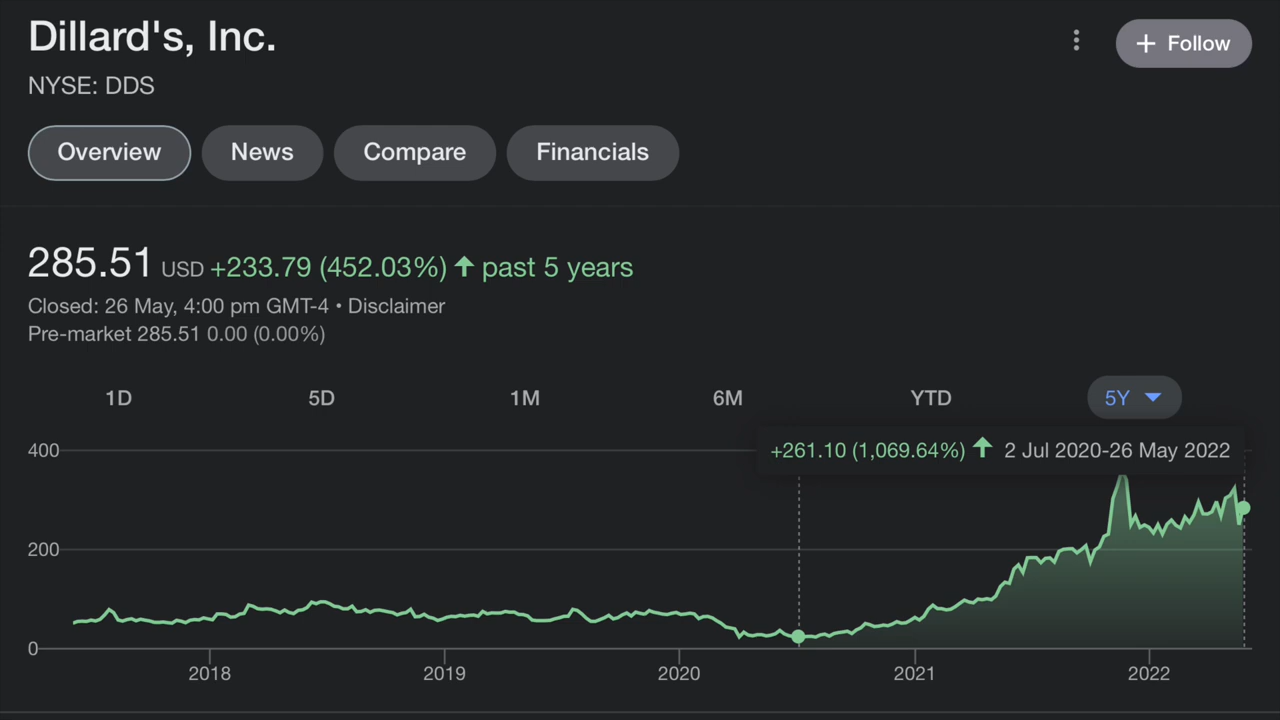 Dillard's, Inc.
+ Follow
NYSE: DDS
Overview News Compare Financials
285.51 USD +233.79 (452.03%) ↑ past 5 years
Closed: 26 May, 4:00 pm GMT-4 • Disclaimer
Pre-market 285.51 0.00 (0.00%)
1D 5D 1M 6M YTD 5Y
+261.10 (1,069.64%) ↑ 2 Jul 2020-26 May 2022
400
200
0
2018 2019 2020 2021 2022